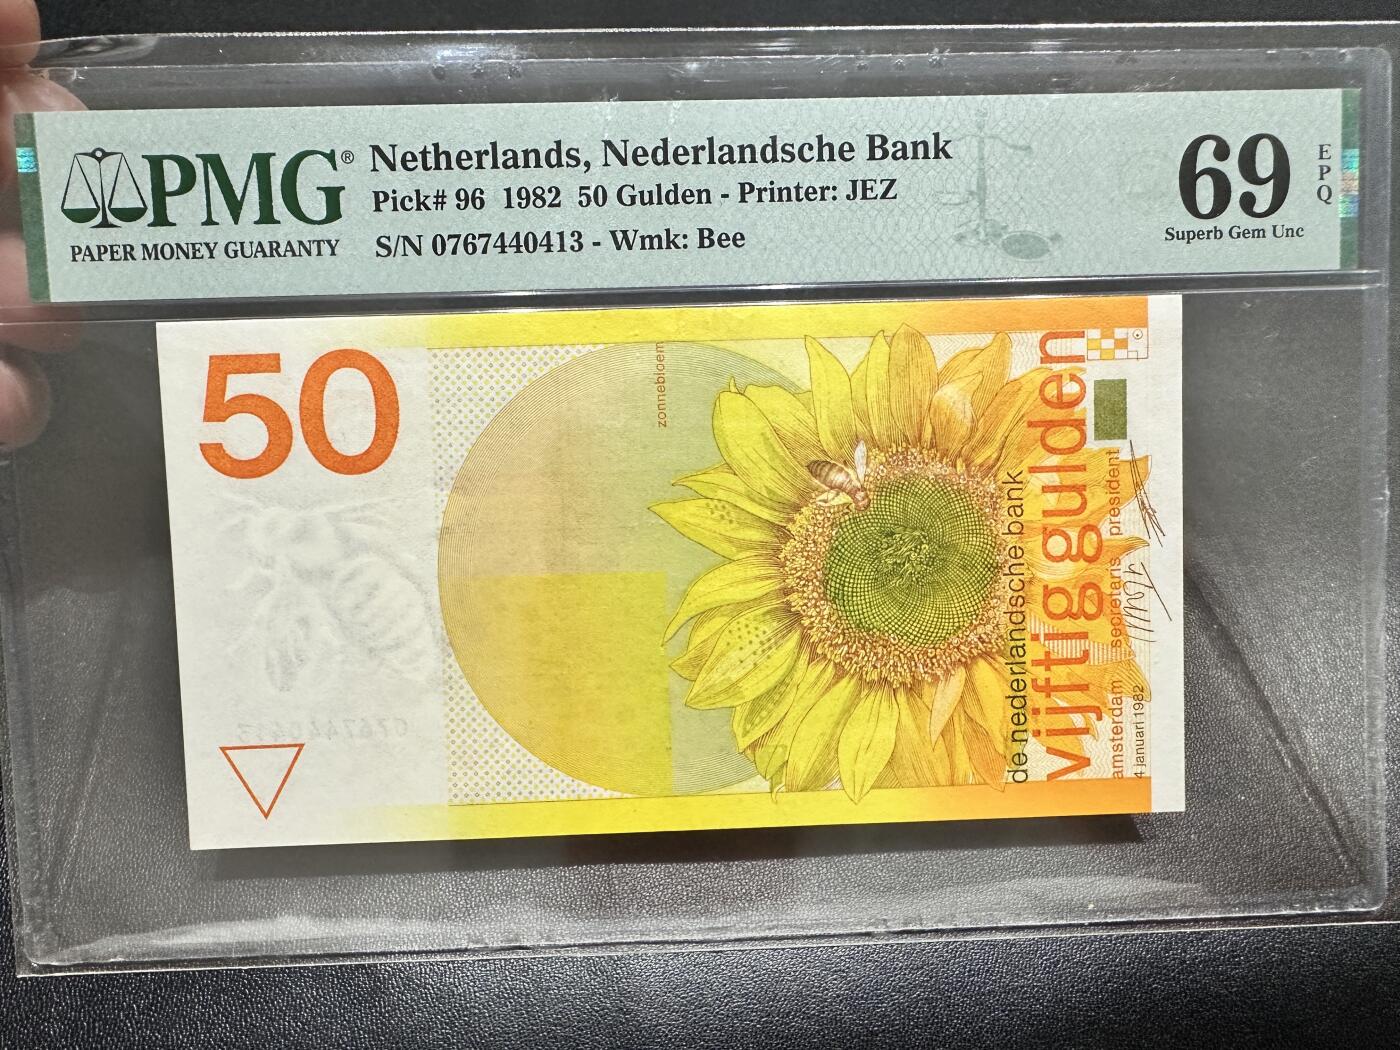 PMG®
PAPER MONEY GUARANTY
Netherlands, Nederlandsche Bank
Pick# 96 1982 50 Gulden - Printer: JEZ
S/N 0767440413 - Wmk: Bee
69
EPQ
Superb Gem Unc
50
zonnebloem
de nederlandsche bank
vijftig gulden
amsterdam secretaris president
4 januari 1982
0767440413